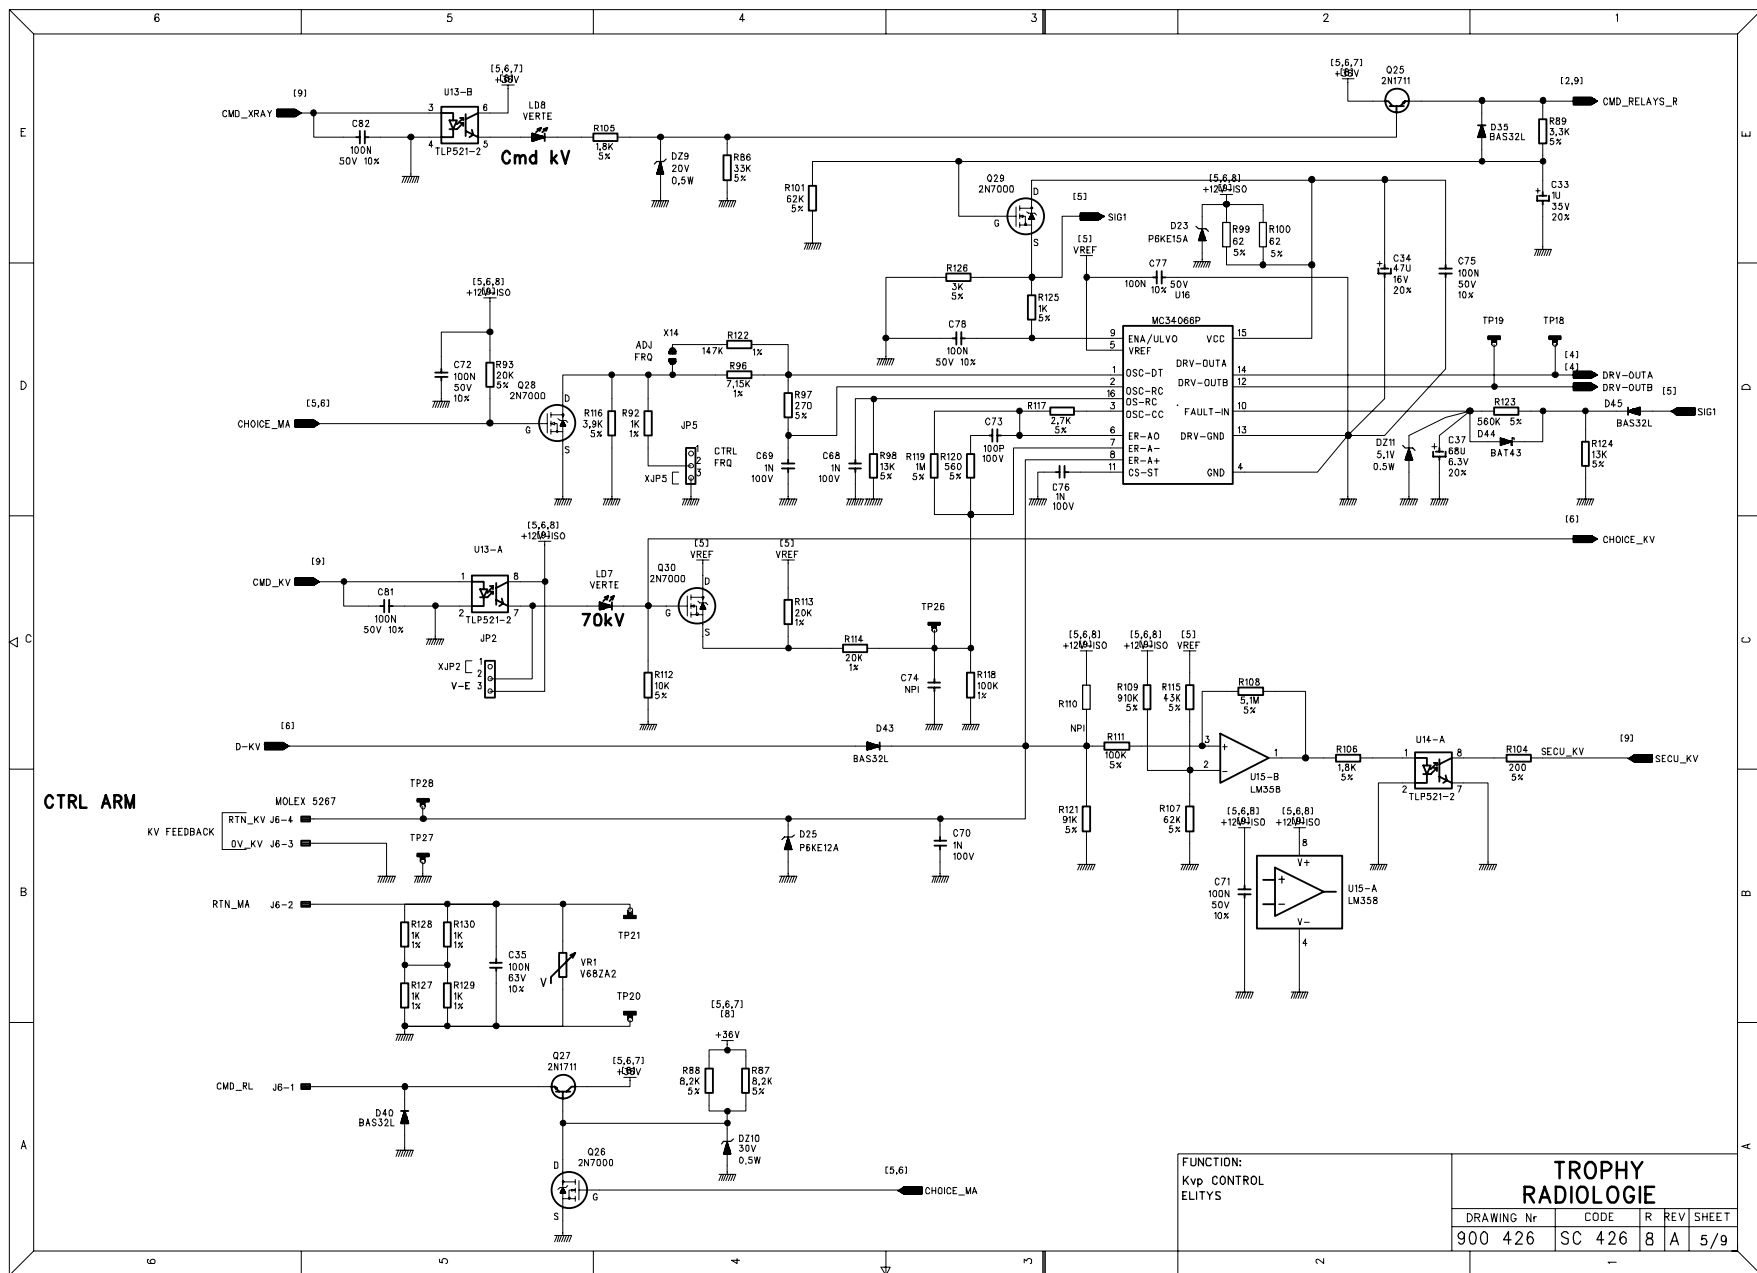 6 5 4 3 2 1
E
CMD_XRAY
[9]
C82
100N
50V 10%
U13-B
3
4
6
5
TLP521-2
[5,6,7]
LD8
VERTE
Cmd kV
R105
1,8K
5%
DZ9
20V
0,5W
R86
33K
5%
R101
62K
5%
Q29
2N7000
D
G
S
[5]
SIG1
[5]
VREF
D23
P6KE15A
[5,6,8]
R99
62
5%
R100
62
5%
[5,6,7]
Q25
2N1711
[2,9]
CMD_RELAYS_R
D35
BAS32L
R89
3,3K
5%
C33
1U
35V
20%
E
D
[5,6,8]
C72
100N
50V
10%
R93
20K
5%
Q28
2N7000
D
G
S
[5,6]
CHOICE_MA
R116
3,9K
5%
R92
1K
1%
ADJ
FRQ
X14
R122
147K
1%
R96
7,15K
1%
R97
270
5%
JP5
1
2
3
CTRL
FRQ
XJP5
C69
1N
100V
C68
1N
100V
R98
13K
5%
R126
3K
5%
R125
1K
5%
C78
100N
50V 10%
C77
100N
10%
50V
U16
MC34066P
9 ENA/ULVO
5 VREF
1 OSC-DT
2 OSC-RC
16 OS-RC
3 OSC-CC
6 ER-AO
7 ER-A-
8 ER-A+
11 CS-ST
VCC 15
DRV-OUTA 14
DRV-OUTB 12
FAULT-IN 10
DRV-GND 13
GND 4
R119
1M
5%
R120
560
5%
C73
100P
100V
R117
2,7K
5%
C76
1N
100V
C34
47U
16V
20%
C75
100N
50V
10%
TP19
TP18
[4]
DRV-OUTA
[4]
DRV-OUTB
[5]
SIG1
R123
560K
5%
D45
BAS32L
D44
BAT43
DZ11
5,1V
0.5W
C37
68U
6.3V
20%
R124
13K
5%
D
C
[9]
CMD_KV
C81
100N
50V 10%
U13-A
1
2
8
7
TLP521-2
[5,6,8]
JP2
XJP2
1
2
V-E 3
LD7
VERTE
70kV
R112
10K
5%
Q30
2N7000
D
G
S
[5]
VREF
[5]
VREF
R113
20K
1%
R114
20K
1%
TP26
C74
NPI
R118
100K
1%
[6]
CHOICE_KV
[6]
D-KV
D43
BAS32L
[5,6,8]
R110
NPI
R111
100K
5%
[5,6,8]
R109
910K
5%
[5]
VREF
R115
43K
5%
R108
5,1M
5%
3
2
1
+
-
U15-B
LM358
R106
1,8K
5%
U14-A
1
2
8
7
TLP521-2
R104
200
5%
SECU_KV
[9]
SECU_KV
C
R121
91K
5%
R107
62K
5%
CTRL ARM
KV FEEDBACK
MOLEX 5267
RTN_KV J6-4
0V_KV J6-3
TP28
TP27
D25
P6KE12A
C70
1N
100V
[5,6,8]
[5,6,8]
C71
100N
50V
10%
8
V+
+
-
V-
4
U15-A
LM358
B
B
RTN_MA J6-2
R128
1K
1%
R130
1K
1%
R127
1K
1%
R129
1K
1%
C35
100N
63V
10%
V
VR1
V68ZA2
TP21
TP20
A
CMD_RL J6-1
D40
BAS32L
Q27
2N1711
[5,6,7]
[5,6,7]
[8]
+36V
R88
8,2K
5%
R87
8,2K
5%
DZ10
30V
0,5W
Q26
2N7000
D
G
S
[5,6]
CHOICE_MA
A
FUNCTION:
Kvp CONTROL
ELITYS
TROPHY
RADIOLOGIE
DRAWING Nr CODE R REV SHEET
900 426 SC 426 8 A 5/9
6 5 4 3 2 1